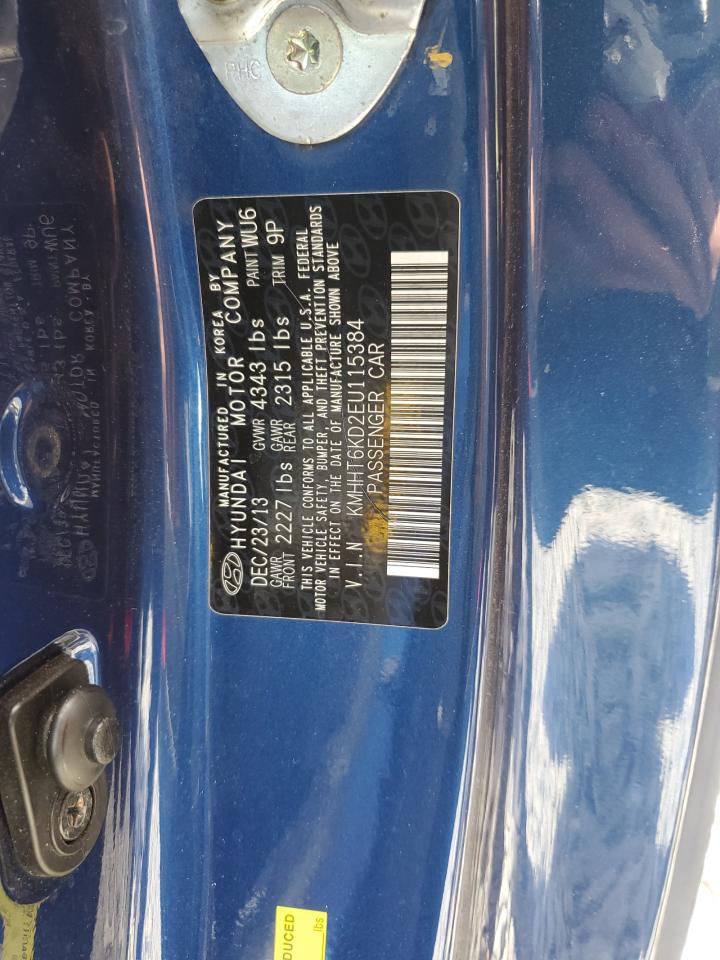 PHC
MANUFACTURED IN KOREA BY
HYUNDAI MOTOR COMPANY
DEC/23/13 GVWR 4343 lbs PAINT WU6
GAWR FRONT 2227 lbs GAWR REAR 2315 lbs TRIM 9P
THIS VEHICLE CONFORMS TO ALL APPLICABLE U.S.A. FEDERAL
MOTOR VEHICLE SAFETY, BUMPER, AND THEFT PREVENTION STANDARDS
IN EFFECT ON THE DATE OF MANUFACTURE SHOWN ABOVE
V.I.N KMHHT6KD2EU115384
PASSENGER CAR
DUCED
lbs